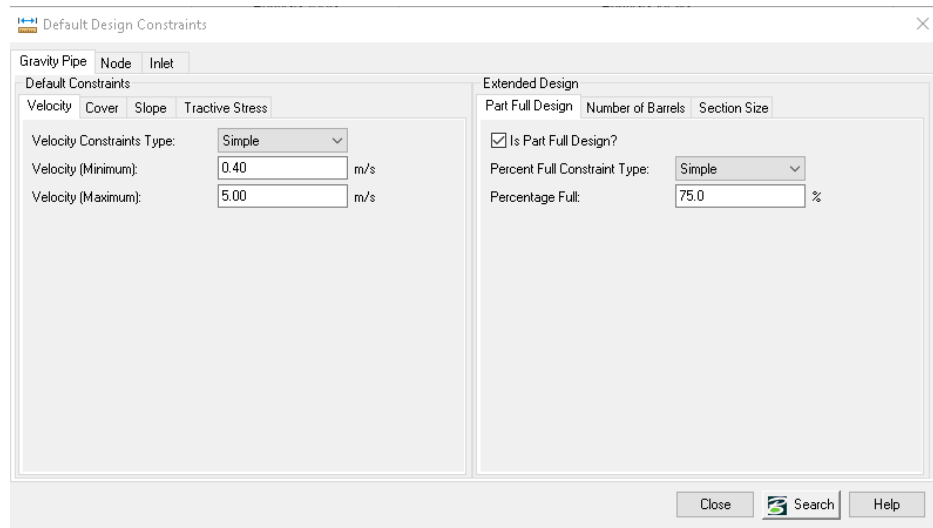 Default Design Constraints
Gravity Pipe Node Inlet
Default Constraints
Velocity Cover Slope Tractive Stress
Velocity Constraints Type: Simple
Velocity (Minimum): 0.40 m/s
Velocity (Maximum): 5.00 m/s
Extended Design
Part Full Design Number of Barrels Section Size
Is Part Full Design?
Percent Full Constraint Type: Simple
Percentage Full: 75.0 %
Close Search Help